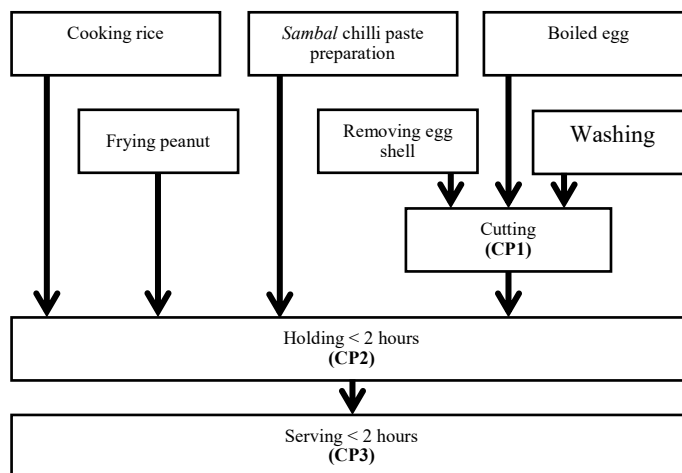 Cooking rice
Sambal chilli paste
preparation
Boiled egg
Frying peanut
Removing egg
shell
Washing
Cutting
(CP1)
Holding < 2 hours
(CP2)
Serving < 2 hours
(CP3)